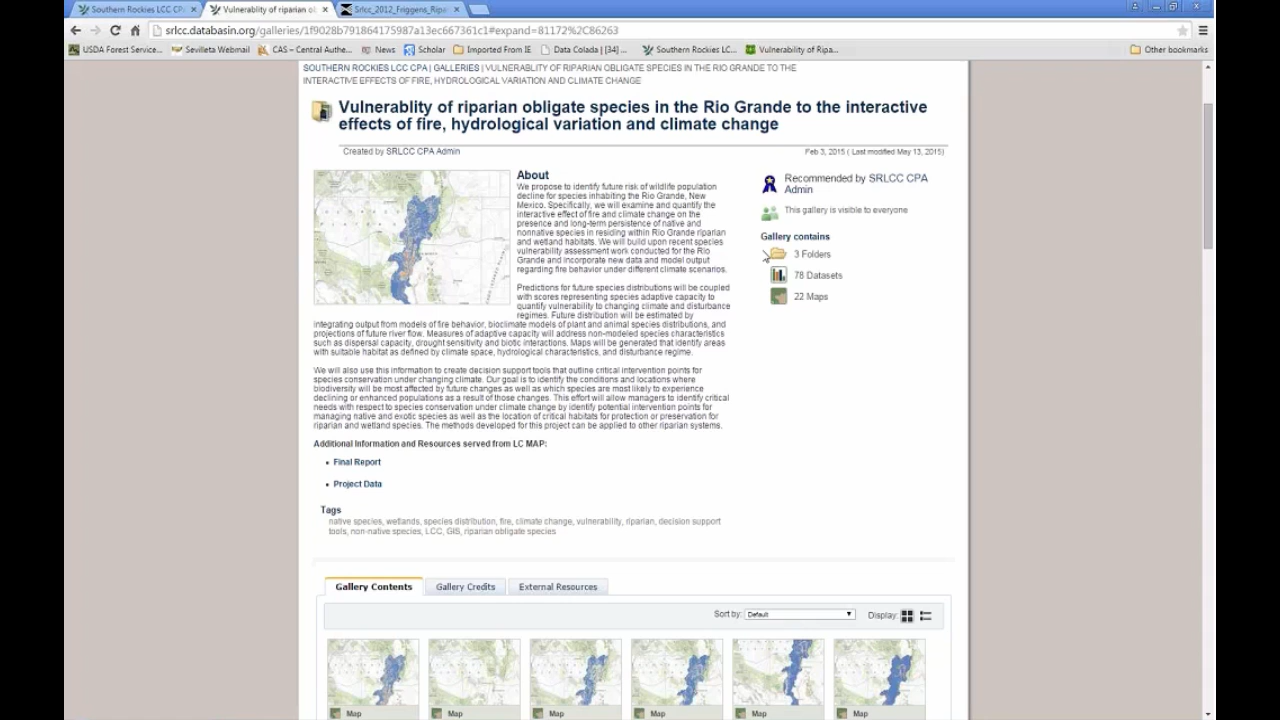 Southern Rockies LCC CPA
Vulnerablity of riparian ob
Srlcc_2012_Friggens_Ripa
srlcc.databasin.org/galleries/1f9028b791864175987a13ec667361c1#expand=81172%2C86263
USDA Forest Service... Sevilleta Webmail CAS – Central Authe... News Scholar Imported From IE Data Colada | [34] ... Southern Rockies LC... Vulnerability of Ripa... Other bookmarks
SOUTHERN ROCKIES LCC CPA | GALLERIES | VULNERABLITY OF RIPARIAN OBLIGATE SPECIES IN THE RIO GRANDE TO THE
INTERACTIVE EFFECTS OF FIRE, HYDROLOGICAL VARIATION AND CLIMATE CHANGE
Vulnerablity of riparian obligate species in the Rio Grande to the interactive
effects of fire, hydrological variation and climate change
Created by SRLCC CPA Admin
Feb 3, 2015 ( Last modified May 13, 2015)
About
We propose to identify future risk of wildlife population
decline for species inhabiting the Rio Grande, New
Mexico. Specifically, we will examine and quantify the
interactive effect of fire and climate change on the
presence and long-term persistence of native and
nonnative species in residing within Rio Grande riparian
and wetland habitats. We will build upon recent species
vulnerability assessment work conducted for the Rio
Grande and incorporate new data and model output
regarding fire behavior under different climate scenarios.
Predictions for future species distributions will be coupled
with scores representing species adaptive capacity to
quantify vulnerability to changing climate and disturbance
regimes. Future distribution will be estimated by
integrating output from models of fire behavior, bioclimate models of plant and animal species distributions, and
projections of future river flow. Measures of adaptive capacity will address non-modeled species characteristics
such as dispersal capacity, drought sensitivity and biotic interactions. Maps will be generated that identify areas
with suitable habitat as defined by climate space, hydrological characteristics, and disturbance regime.
We will also use this information to create decision support tools that outline critical intervention points for
species conservation under changing climate. Our goal is to identify the conditions and locations where
biodiversity will be most affected by future changes as well as which species are most likely to experience
declining or enhanced populations as a result of those changes. This effort will allow managers to identify critical
needs with respect to species conservation under climate change by identify potential intervention points for
managing native and exotic species as well as the location of critical habitats for protection or preservation for
riparian and wetland species. The methods developed for this project can be applied to other riparian systems.
Additional Information and Resources served from LC MAP:
Final Report
Project Data
Tags
native species, wetlands, species distribution, fire, climate change, vulnerability, riparian, decision support
tools, non-native species, LCC, GIS, riparian obligate species
Recommended by SRLCC CPA
Admin
This gallery is visible to everyone
Gallery contains
3 Folders
78 Datasets
22 Maps
Gallery Contents Gallery Credits External Resources
Sort by: Default Display:
Map Map Map Map Map Map